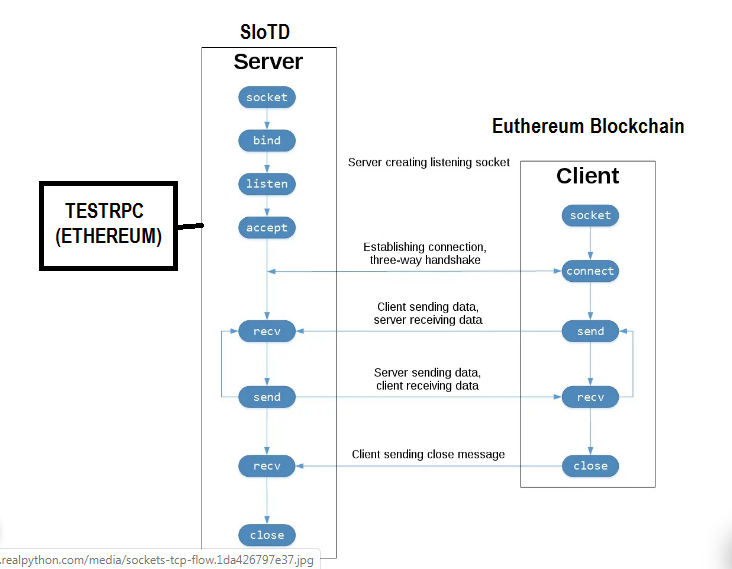 SIoTD
Server
socket
bind
listen
accept
recv
send
recv
close
TESTRPC
(ETHEREUM)
Server creating listening socket
Establishing connection,
three-way handshake
Client sending data,
server receiving data
Server sending data,
client receiving data
Client sending close message
Euthereum Blockchain
Client
socket
connect
send
recv
close
.realpython.com/media/sockets-tcp-flow.1da426797e37.jpg